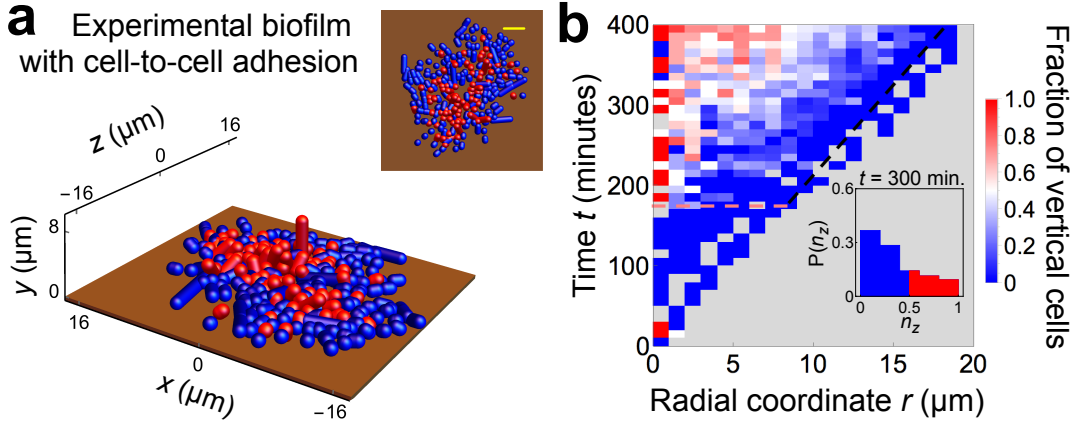 a Experimental biofilm
with cell-to-cell adhesion
z (µm)
16
0
−16
y (µm)
8
0
16
0
−16
x (µm)
b
Time t (minutes)
400
300
200
100
0
0 5 10 15 20
Radial coordinate r (µm)
t = 300 min.
P(nz)
0.6
0.3
0
0 0.5 1
nz
1.0
0.8
0.6
0.4
0.2
0
Fraction of vertical cells